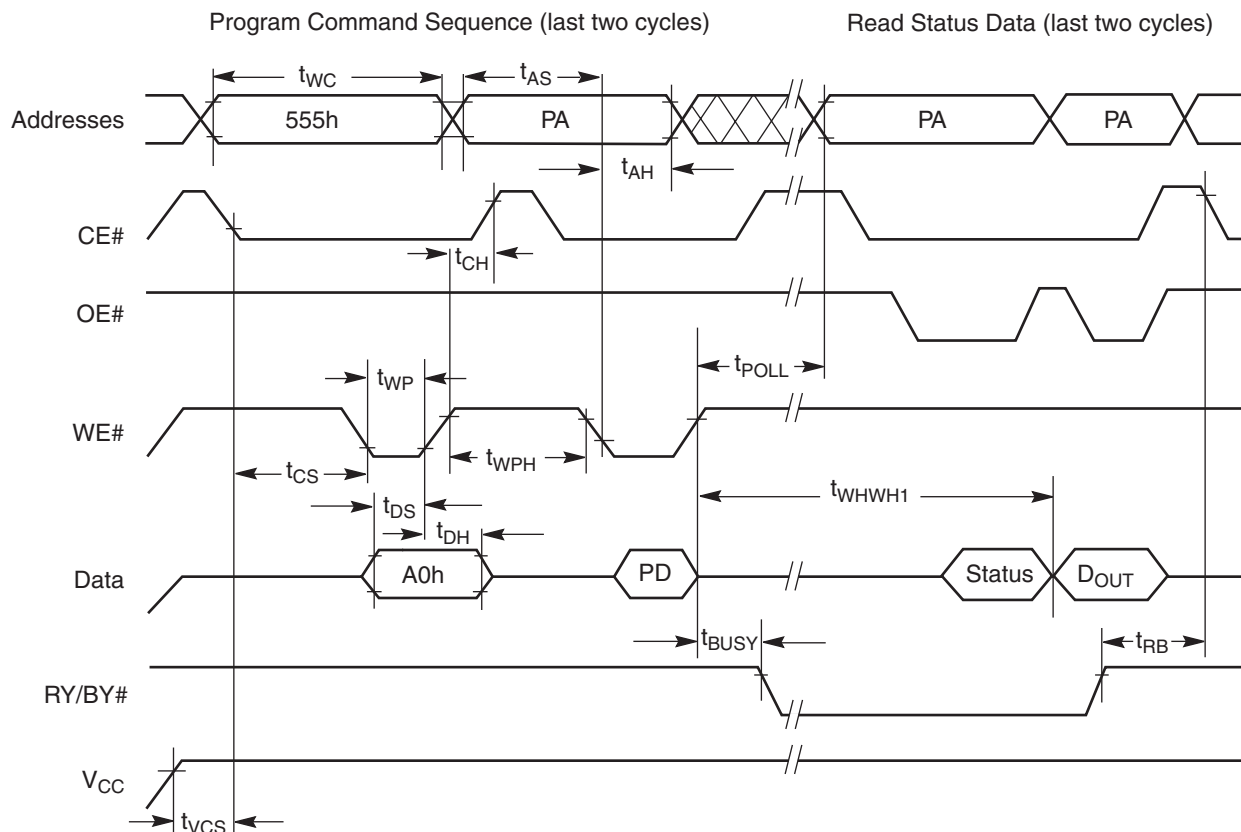 Program Command Sequence (last two cycles)
Read Status Data (last two cycles)
tWC
tAS
Addresses
555h
PA
PA
PA
tAH
CE#
tCH
OE#
tPOLL
tWP
WE#
tCS
tWPH
tWHWH1
tDS
tDH
Data
A0h
PD
Status
DOUT
tBUSY
tRB
RY/BY#
VCC
tVCS